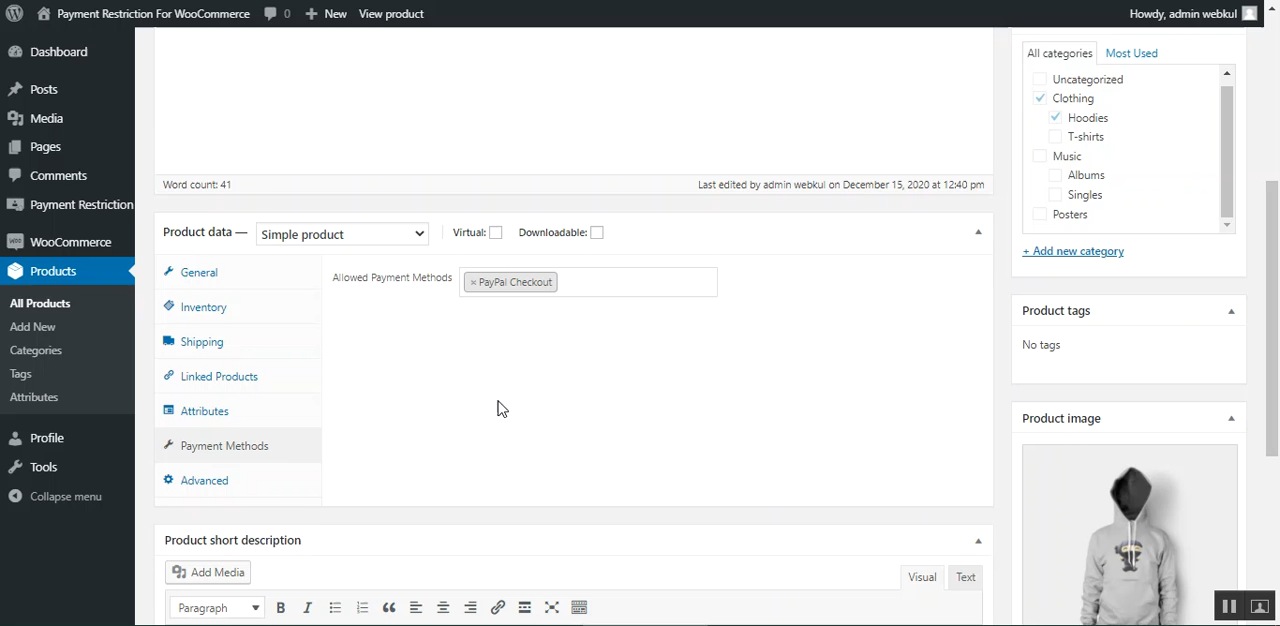 Payment Restriction For WooCommerce 0 + New View product Howdy, admin webkul
Dashboard
Posts
Media
Pages
Comments
Payment Restriction
WooCommerce
Products
All Products
Add New
Categories
Tags
Attributes
Profile
Tools
Collapse menu
Word count: 41 Last edited by admin webkul on December 15, 2020 at 12:40 pm
Product data — Simple product Virtual: Downloadable:
General
Inventory
Shipping
Linked Products
Attributes
Payment Methods
Advanced
Allowed Payment Methods × PayPal Checkout
Product short description
Add Media
Visual Text
Paragraph B I
All categories Most Used
Uncategorized
Clothing
Hoodies
T-shirts
Music
Albums
Singles
Posters
+ Add new category
Product tags
No tags
Product image